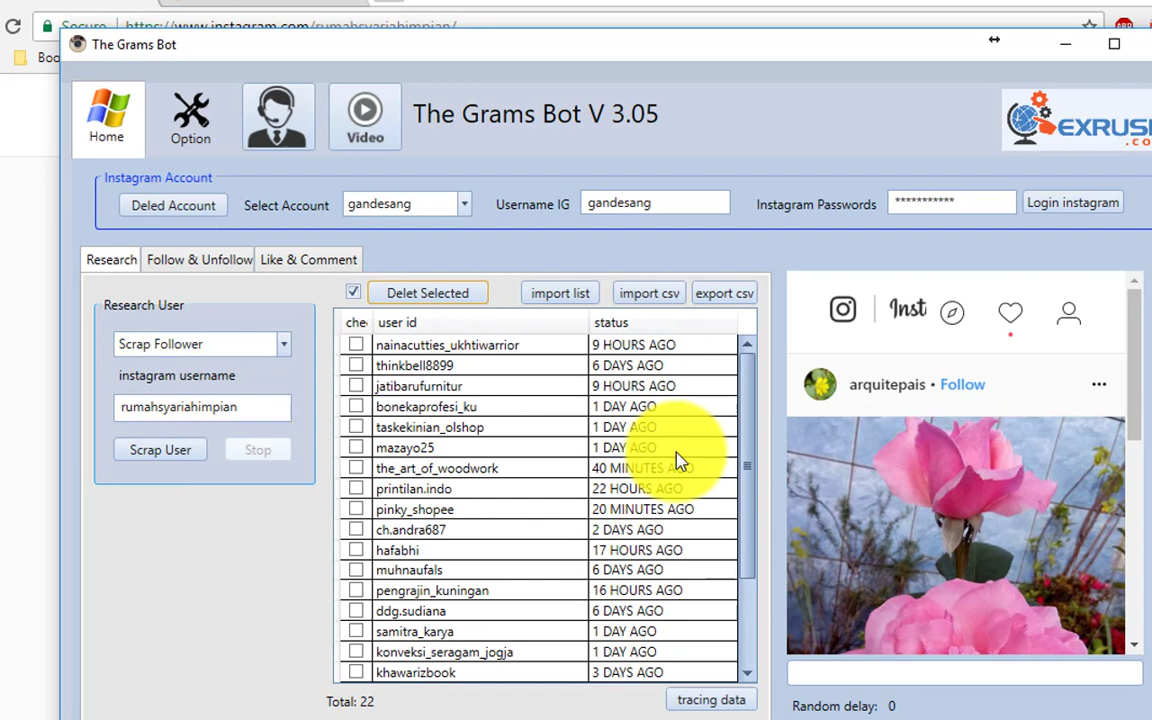 Secure https://www.instagram.com/rumahsyariahimpian/
ABP
Boo
The Grams Bot
Home
Option
Video
The Grams Bot V 3.05
EXRUS
.co
Instagram Account
Deled Account
Select Account
gandesang
Username IG
gandesang
Instagram Passwords
***********
Login instagram
Research
Follow & Unfollow
Like & Comment
Research User
Scrap Follower
instagram username
rumahsyariahimpian
Scrap User
Stop
Delet Selected
import list
import csv
export csv
che user id status
nainacutties_ukhtiwarrior 9 HOURS AGO
thinkbell8899 6 DAYS AGO
jatibarufurnitur 9 HOURS AGO
bonekaprofesi_ku 1 DAY AGO
taskekinian_olshop 1 DAY AGO
mazayo25 1 DAY AGO
the_art_of_woodwork 40 MINUTES AGO
printilan.indo 22 HOURS AGO
pinky_shopee 20 MINUTES AGO
ch.andra687 2 DAYS AGO
hafabhi 17 HOURS AGO
muhnaufals 6 DAYS AGO
pengrajin_kuningan 16 HOURS AGO
ddg.sudiana 6 DAYS AGO
samitra_karya 1 DAY AGO
konveksi_seragam_jogja 1 DAY AGO
khawarizbook 3 DAYS AGO
Total: 22
tracing data
Inst
arquitepais • Follow
Random delay: 0